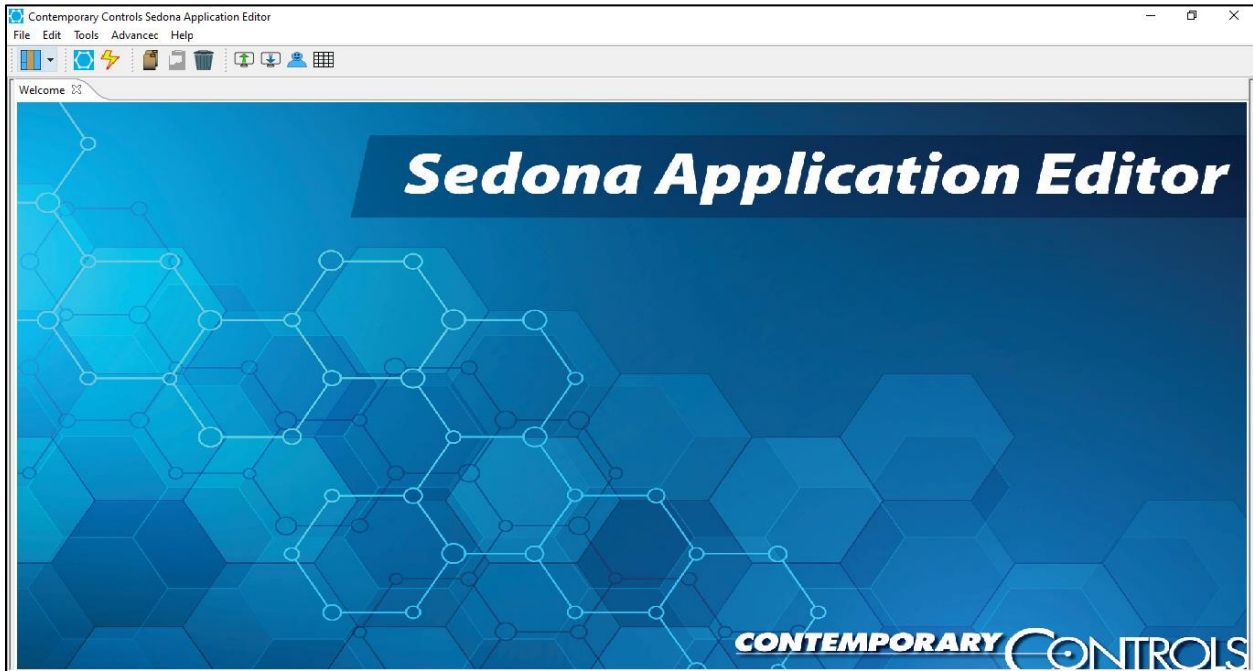 Contemporary Controls Sedona Application Editor
File Edit Tools Advancec Help
Welcome
Sedona Application Editor
CONTEMPORARY CONTROLS